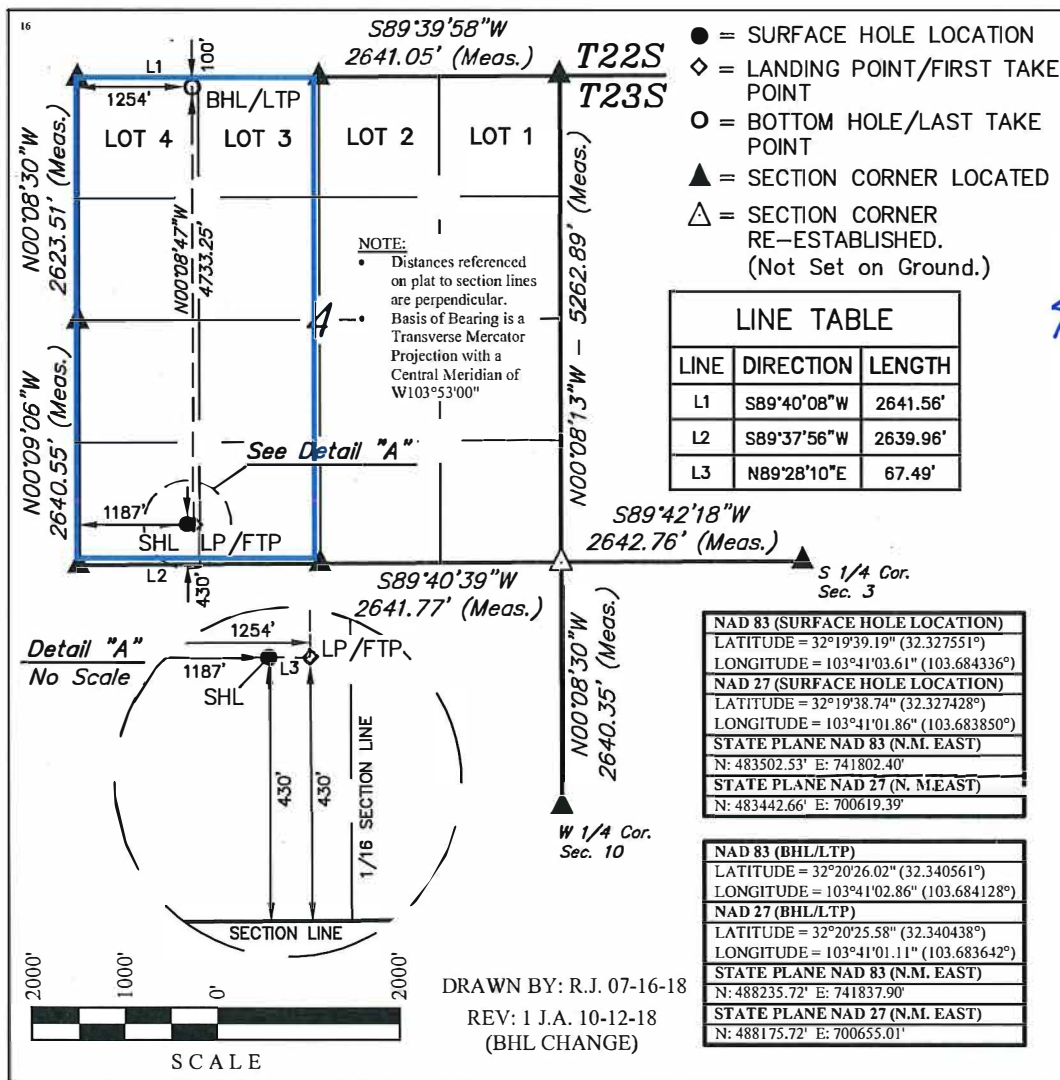 16
S89°39'58"W
2641.05' (Meas.)
T22S
T23S
L1
100'
1254'
BHL/LTP
LOT 4
LOT 3
LOT 2
LOT 1
N00°08'30"W
2623.51' (Meas.)
N00°08'47"W
4733.25'
NOTE:
• Distances referenced
on plat to section lines
are perpendicular.
• Basis of Bearing is a
Transverse Mercator
Projection with a
Central Meridian of
W103°53'00"
4
N00°08'13"W - 5262.89' (Meas.)
N00°09'06"W
2640.55' (Meas.)
See Detail "A"
1187'
SHL
LP/FTP
L2
430'
S89°40'39"W
2641.77' (Meas.)
S89°42'18"W
2642.76' (Meas.)
S 1/4 Cor.
Sec. 3
N00°08'30"W
2640.35' (Meas.)
W 1/4 Cor.
Sec. 10
● = SURFACE HOLE LOCATION
◇ = LANDING POINT/FIRST TAKE
POINT
O = BOTTOM HOLE/LAST TAKE
POINT
▲ = SECTION CORNER LOCATED
△ = SECTION CORNER
RE-ESTABLISHED.
(Not Set on Ground.)
LINE TABLE
LINE DIRECTION LENGTH
L1 S89°40'08"W 2641.56'
L2 S89°37'56"W 2639.96'
L3 N89°28'10"E 67.49'
Detail "A"
No Scale
1254'
LP/FTP
1187'
L3
SHL
430'
430'
1/16 SECTION LINE
SECTION LINE
NAD 83 (SURFACE HOLE LOCATION)
LATITUDE = 32°19'39.19" (32.327551°)
LONGITUDE = 103°41'03.61" (103.684336°)
NAD 27 (SURFACE HOLE LOCATION)
LATITUDE = 32°19'38.74" (32.327428°)
LONGITUDE = 103°41'01.86" (103.683850°)
STATE PLANE NAD 83 (N.M. EAST)
N: 483502.53' E: 741802.40'
STATE PLANE NAD 27 (N. M.EAST)
N: 483442.66' E: 700619.39'
NAD 83 (BHL/LTP)
LATITUDE = 32°20'26.02" (32.340561°)
LONGITUDE = 103°41'02.86" (103.684128°)
NAD 27 (BHL/LTP)
LATITUDE = 32°20'25.58" (32.340438°)
LONGITUDE = 103°41'01.11" (103.683642°)
STATE PLANE NAD 83 (N.M. EAST)
N: 488235.72' E: 741837.90'
STATE PLANE NAD 27 (N.M. EAST)
N: 488175.72' E: 700655.01'
2000'
1000'
0'
2000'
SCALE
DRAWN BY: R.J. 07-16-18
REV: 1 J.A. 10-12-18
(BHL CHANGE)